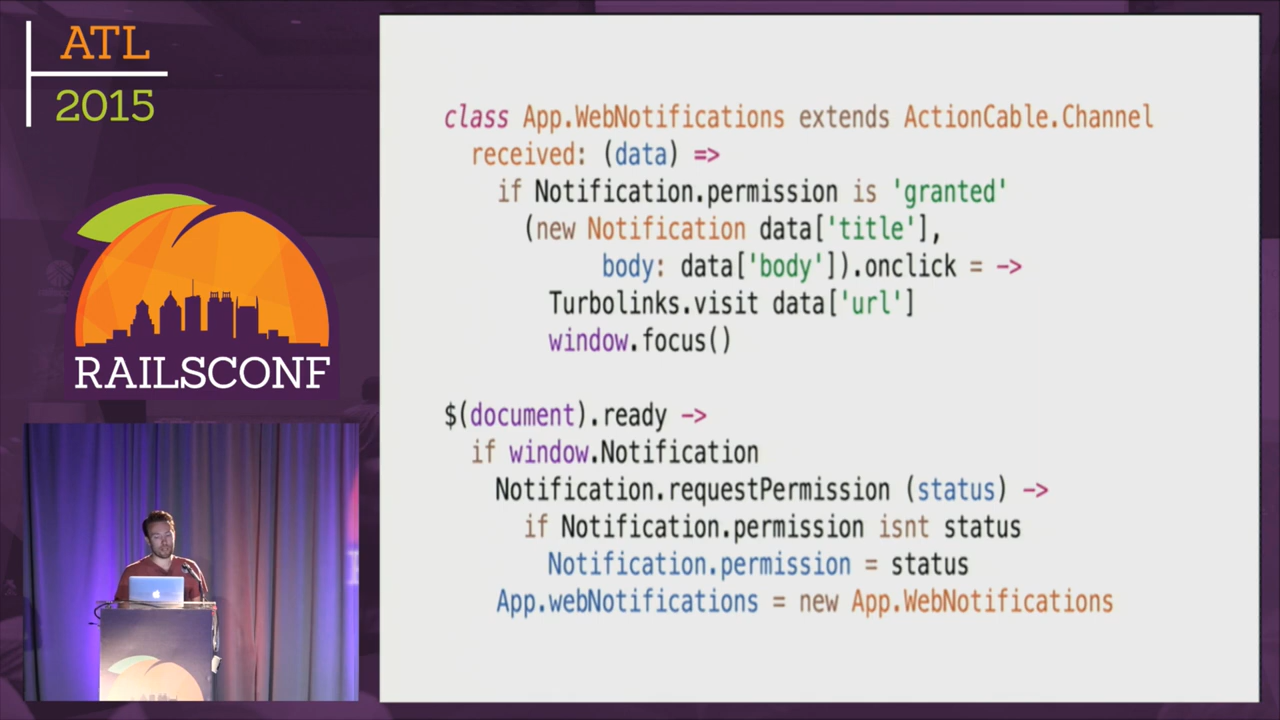 ATL
2015
RAILSCONF
class App.WebNotifications extends ActionCable.Channel
  received: (data) =>
    if Notification.permission is 'granted'
      (new Notification data['title'],
            body: data['body']).onclick = ->
        Turbolinks.visit data['url']
        window.focus()
$(document).ready ->
  if window.Notification
    Notification.requestPermission (status) ->
      if Notification.permission isnt status
        Notification.permission = status
    App.webNotifications = new App.WebNotifications